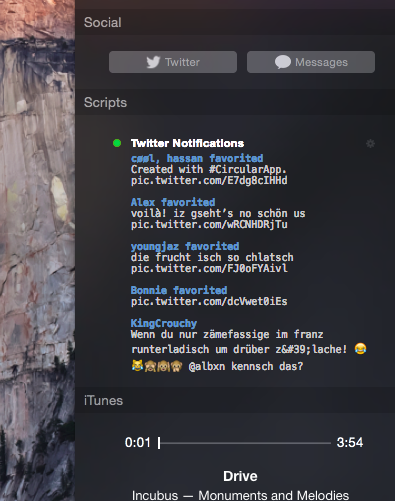 Social
Twitter
Messages
Scripts
Twitter Notifications
cøøl, hassan favorited
Created with #CircularApp.
pic.twitter.com/E7dg8cIHHd
Alex favorited
voilà! iz gseht’s no schön us
pic.twitter.com/wRCNHDRjTu
youngjaz favorited
die frucht isch so chlatsch
pic.twitter.com/FJ0oFYAivl
Bonnie favorited
pic.twitter.com/dcVwet0iEs
KingCrouchy
Wenn du nur zämefassige im franz
runterladisch um drüber z&#39;lache! 😂
😹🙈🙊🙈 @albxn kennsch das?
iTunes
0:01
3:54
Drive
Incubus — Monuments and Melodies